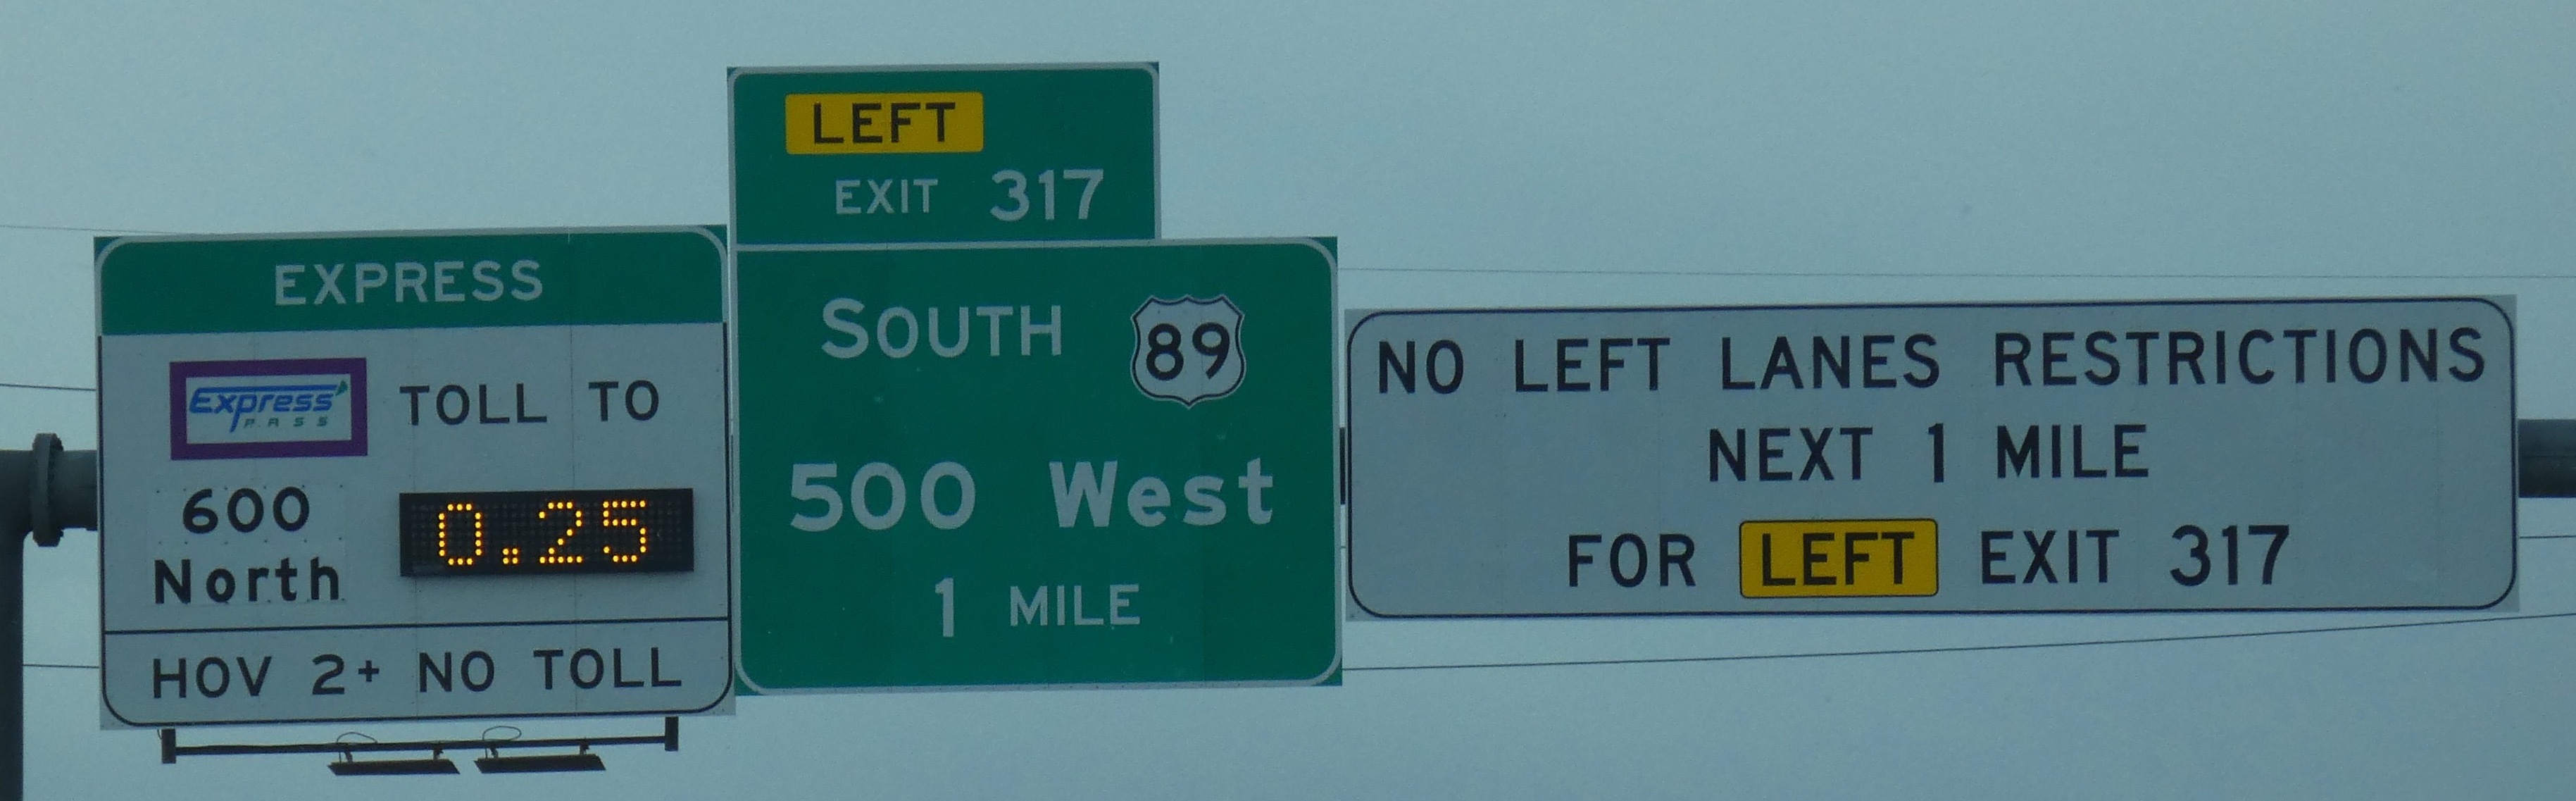 EXPRESS
Express PASS TOLL TO
600 North 0.25
HOV 2+ NO TOLL
LEFT
EXIT 317
SOUTH 89
500 West
1 MILE
NO LEFT LANES RESTRICTIONS
NEXT 1 MILE
FOR LEFT EXIT 317